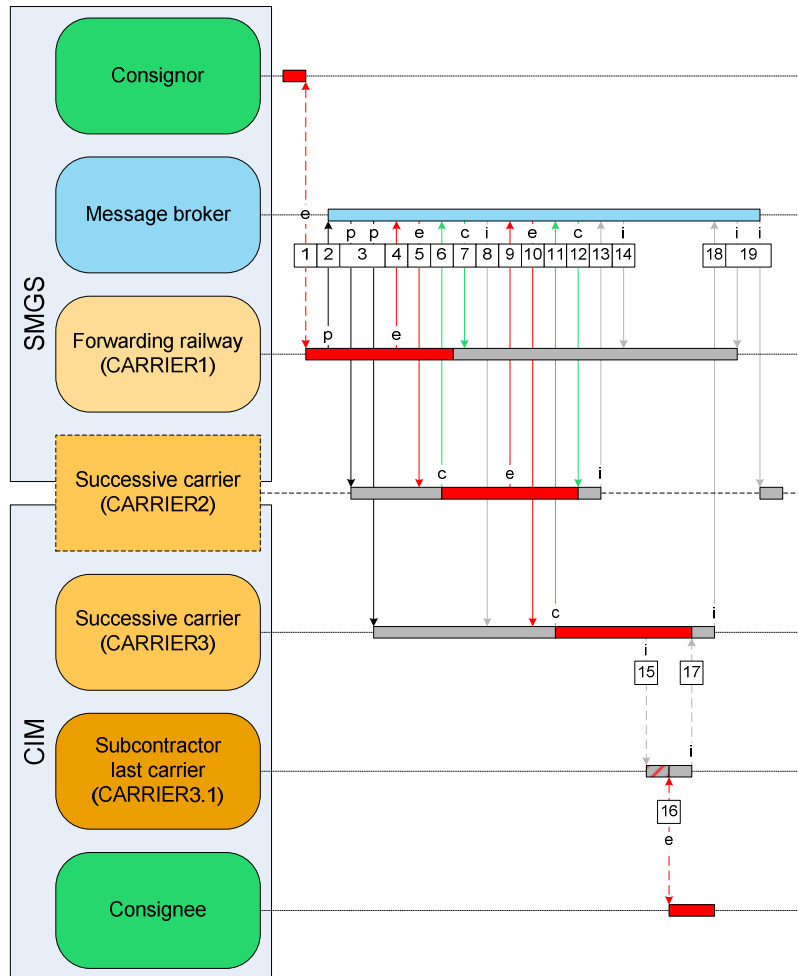 SMGS
Consignor
e
Message broker
p p e c i e c i i i
1 2 3 4 5 6 7 8 9 10 11 12 13 14 18 19
Forwarding railway
(CARRIER1)
p e
Successive carrier
(CARRIER2)
c e i
CIM
Successive carrier
(CARRIER3)
c i
i
15 17
Subcontractor
last carrier
(CARRIER3.1)
i
16
e
Consignee